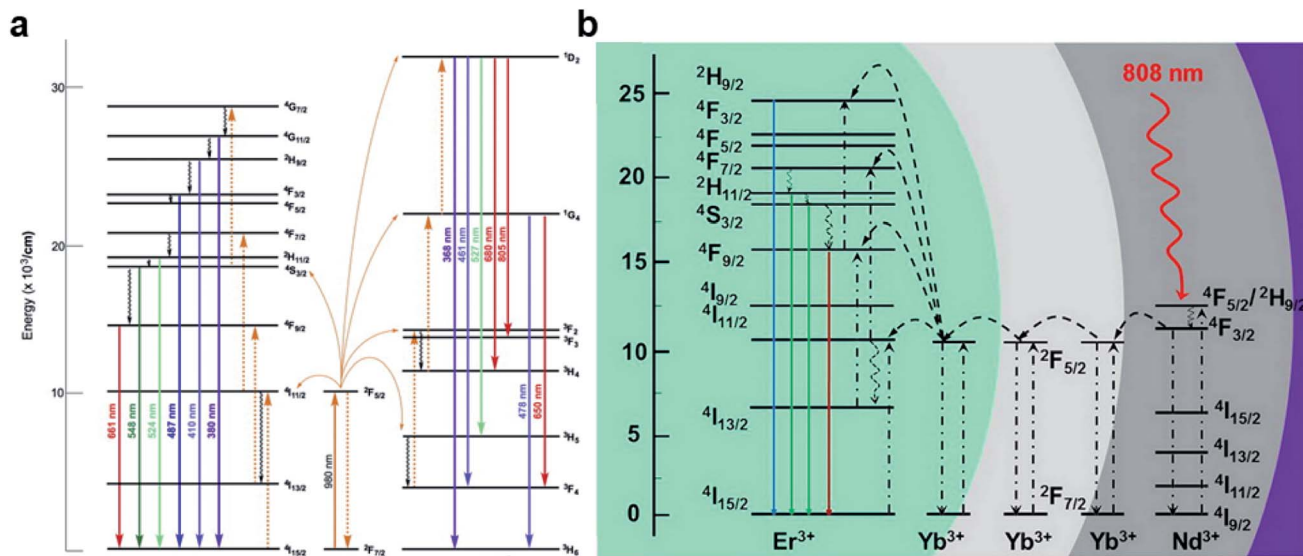 a
Energy (x 10³/cm)
30
20
10
0
⁴G₇/₂
⁴G₁₁/₂
²H₉/₂
⁴F₃/₂
⁴F₅/₂
⁴F₇/₂
²H₁₁/₂
⁴S₃/₂
⁴F₉/₂
⁴I₁₁/₂
⁴I₁₃/₂
⁴I₁₅/₂
661 nm
548 nm
524 nm
487 nm
410 nm
380 nm
²F₅/₂
980 nm
²F₇/₂
¹D₂
¹G₄
368 nm
461 nm
527 nm
680 nm
805 nm
³F₂
³F₃
³H₄
478 nm
650 nm
³H₅
³F₄
³H₆
b
25
20
15
10
5
0
²H₉/₂
⁴F₃/₂
⁴F₅/₂
⁴F₇/₂
²H₁₁/₂
⁴S₃/₂
⁴F₉/₂
⁴I₉/₂
⁴I₁₁/₂
⁴I₁₃/₂
⁴I₁₅/₂
808 nm
⁴F₅/₂/²H₉/₂
⁴F₃/₂
²F₅/₂
⁴I₁₅/₂
⁴I₁₃/₂
⁴I₁₁/₂
²F₇/₂
⁴I₉/₂
Er³⁺ Yb³⁺ Yb³⁺ Yb³⁺ Nd³⁺